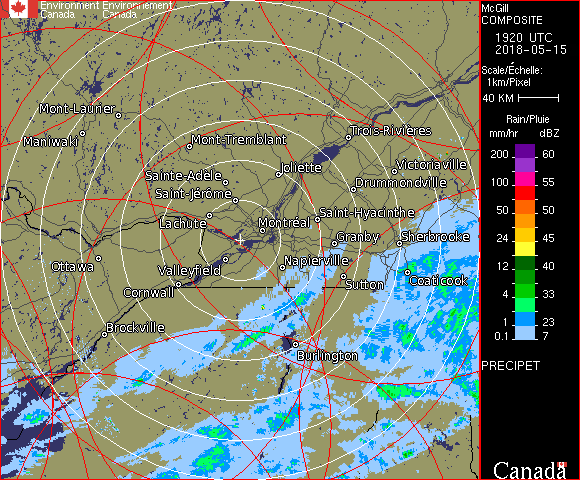 Environment Environnement
Canada Canada
McGill
COMPOSITE
1920 UTC
2018-05-15
Scale/Échelle:
1km/Pixel
40 KM
Rain/Pluie
mm/hr dBZ
200 60
55
100 55
50 50
24 45
12 40
4 33
1 23
0.1 7
PRECIPET
Canada
Mont-Laurier
Maniwaki
Mont-Tremblant
Trois-Rivières
Victoriaville
Joliette
Sainte-Adèle
Drummondville
Saint-Jérôme
Lachute
Montréal
Saint-Hyacinthe
Granby
Sherbrooke
Ottawa
Valleyfield
Napierville
Cornwall
Sutton
Coaticook
Brockville
Burlington